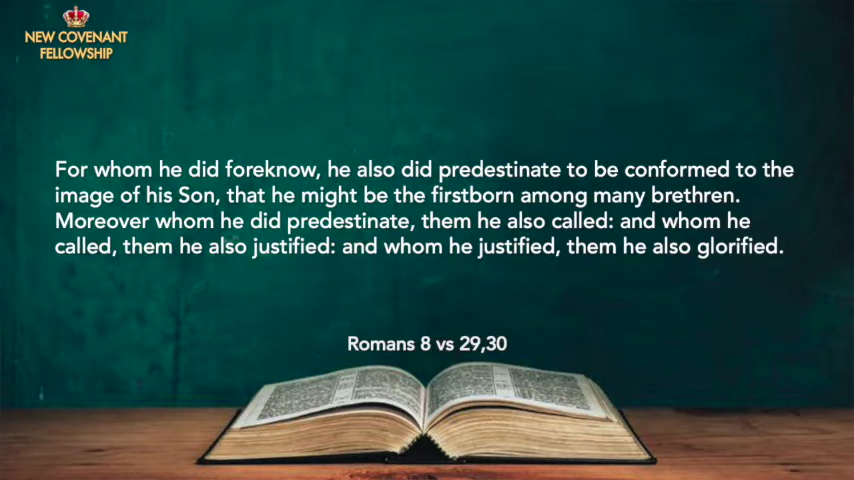 NEW COVENANT
FELLOWSHIP
For whom he did foreknow, he also did predestinate to be conformed to the
image of his Son, that he might be the firstborn among many brethren.
Moreover whom he did predestinate, them he also called: and whom he
called, them he also justified: and whom he justified, them he also glorified.
Romans 8 vs 29,30